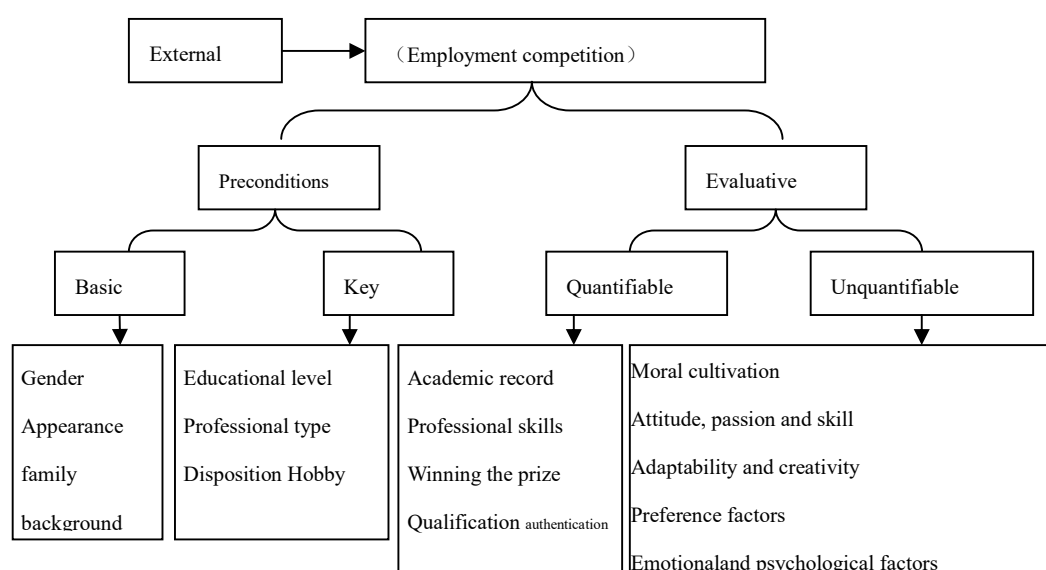 External
（Employment competition）
Preconditions
Evaluative
Basic
Key
Quantifiable
Unquantifiable
Gender
Appearance
family
background
Educational level
Professional type
Disposition Hobby
Academic record
Professional skills
Winning the prize
Qualification authentication
Moral cultivation
Attitude, passion and skill
Adaptability and creativity
Preference factors
Emotionaland psychological factors